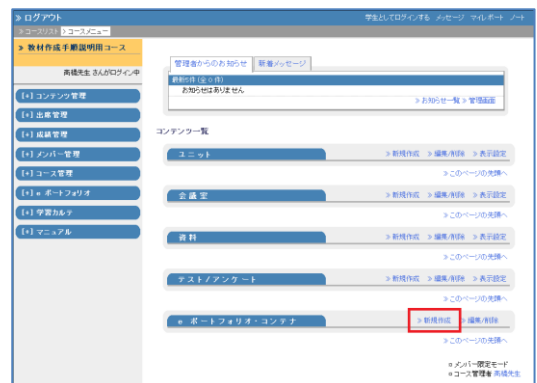 » ログアウト
学生としてログインする メッセージ マイレポート ノート
» コースリスト > コースメニュー
» 教材作成手順説明用コース
高橋先生 さんがログイン中
[+] コンテンツ管理
[+] 出席管理
[+] 成績管理
[+] メンバー管理
[+] コース管理
[+] e ポートフォリオ
[+] 学習カルテ
[+] マニュアル
管理者からのお知らせ 新着メッセージ
最新5件 (全 0 件)
お知らせはありません
» お知らせ一覧 » 管理画面
コンテンツ一覧
ユニット » 新規作成 » 編集/削除 » 表示設定
» このページの先頭へ
会議室 » 新規作成 » 編集/削除 » 表示設定
» このページの先頭へ
資料 » 新規作成 » 編集/削除 » 表示設定
» このページの先頭へ
テスト/アンケート » 新規作成 » 編集/削除 » 表示設定
» このページの先頭へ
e ポートフォリオ・コンテナ » 新規作成 » 編集/削除
» このページの先頭へ
¤ メンバー限定モード
¤ コース管理者 高橋先生